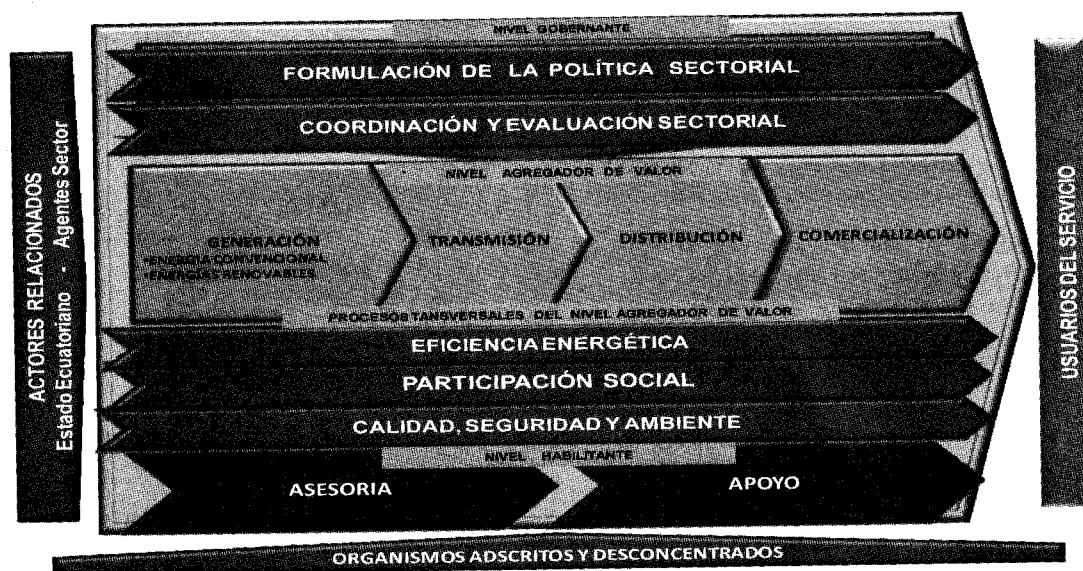 NIVEL GOBERNANTE
FORMULACIÓN DE LA POLÍTICA SECTORIAL
COORDINACIÓN Y EVALUACIÓN SECTORIAL
ACTORES RELACIONADOS
Estado Ecuatoriano - Agentes Sector
NIVEL AGREGADOR DE VALOR
GENERACIÓN
•ENERGÍA CONVENCIONAL
•ENERGÍAS RENOVABLES
TRANSMISIÓN
DISTRIBUCIÓN
COMERCIALIZACIÓN
USUARIOS DEL SERVICIO
PROCESOS TANSVERSALES DEL NIVEL AGREGADOR DE VALOR
EFICIENCIA ENERGÉTICA
PARTICIPACIÓN SOCIAL
CALIDAD, SEGURIDAD Y AMBIENTE
NIVEL HABILITANTE
ASESORIA
APOYO
ORGANISMOS ADSCRITOS Y DESCONCENTRADOS